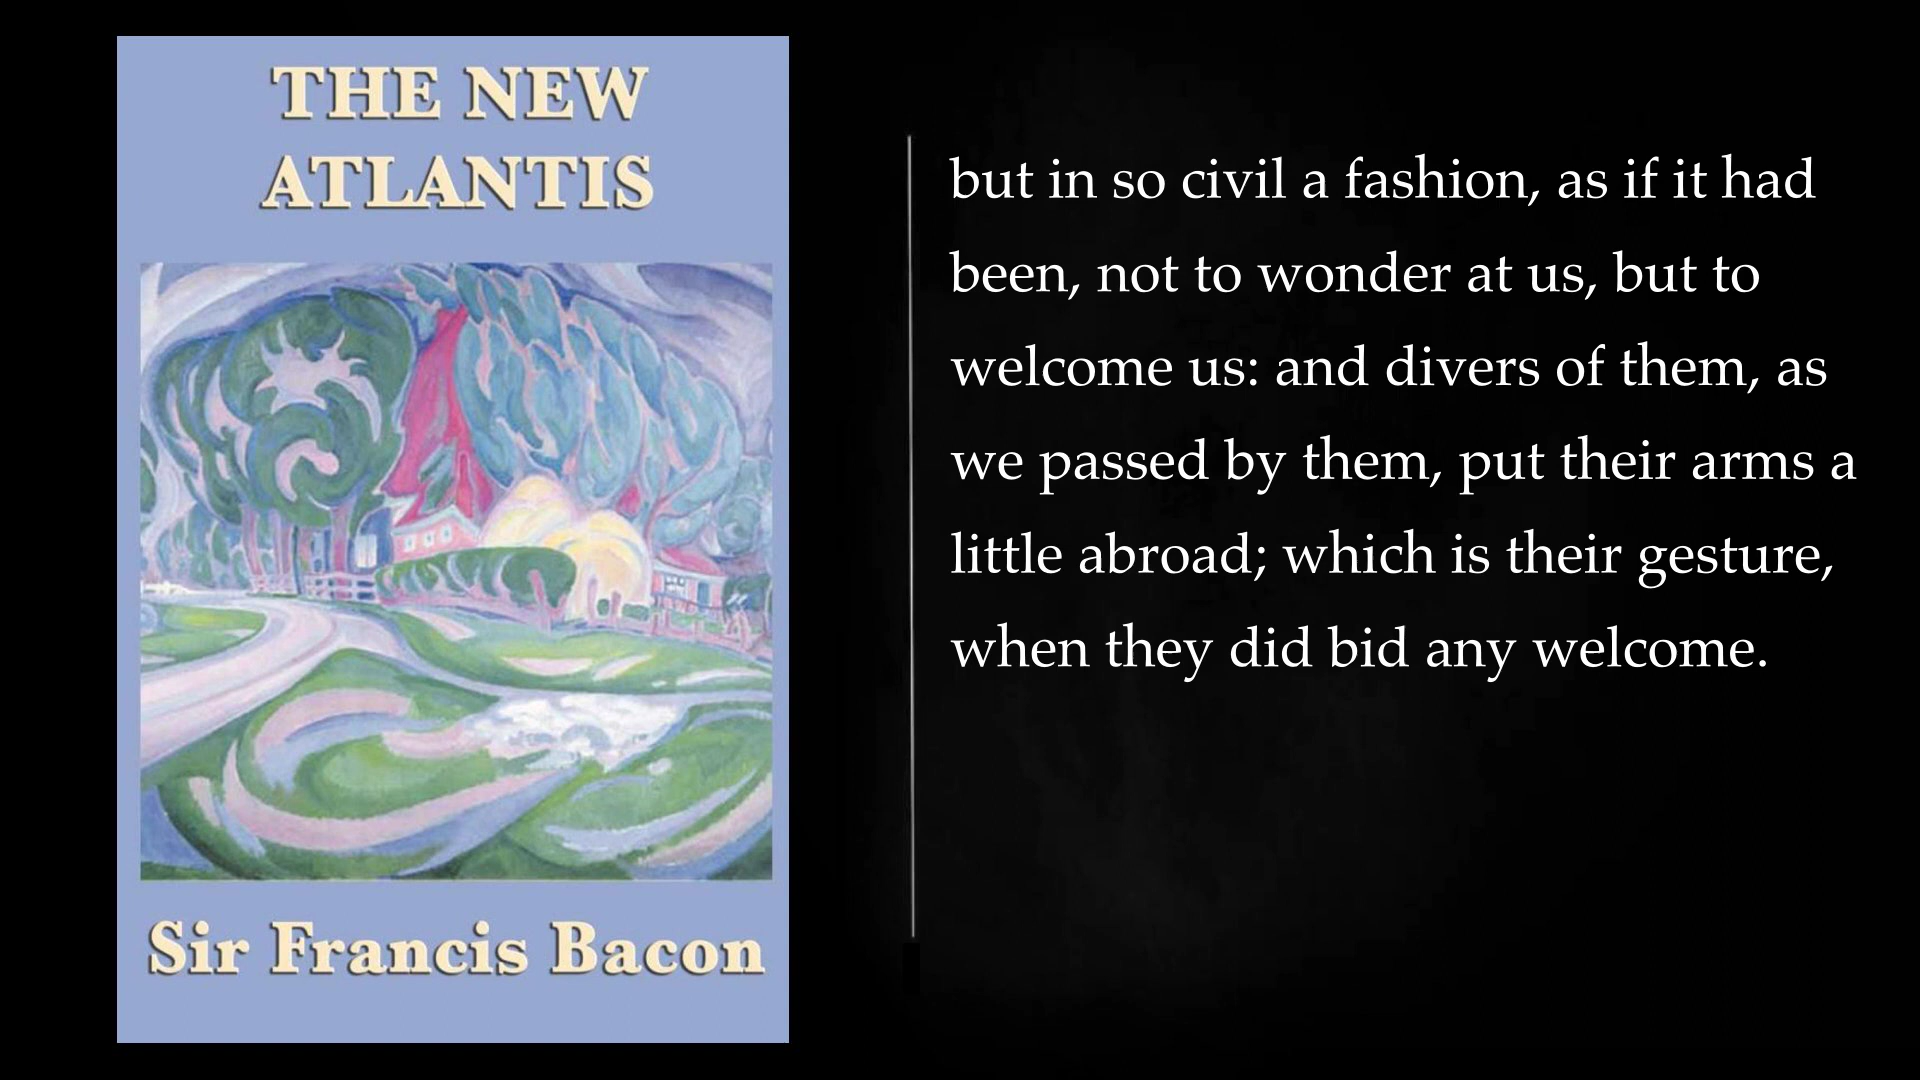 THE NEW
ATLANTIS
Sir Francis Bacon
but in so civil a fashion, as if it had
been, not to wonder at us, but to
welcome us: and divers of them, as
we passed by them, put their arms a
little abroad; which is their gesture,
when they did bid any welcome.